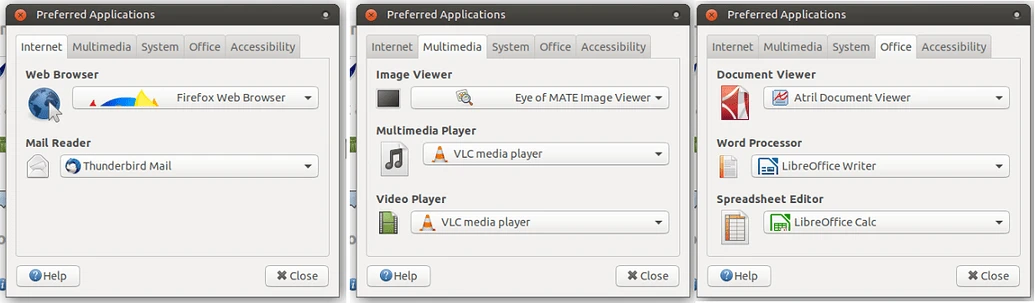 Preferred Applications
Internet Multimedia System Office Accessibility
Web Browser
Firefox Web Browser
Mail Reader
Thunderbird Mail
Help Close
Preferred Applications
Internet Multimedia System Office Accessibility
Image Viewer
Eye of MATE Image Viewer
Multimedia Player
VLC media player
Video Player
VLC media player
Help Close
Preferred Applications
Internet Multimedia System Office Accessibility
Document Viewer
Atril Document Viewer
Word Processor
LibreOffice Writer
Spreadsheet Editor
LibreOffice Calc
Help Close